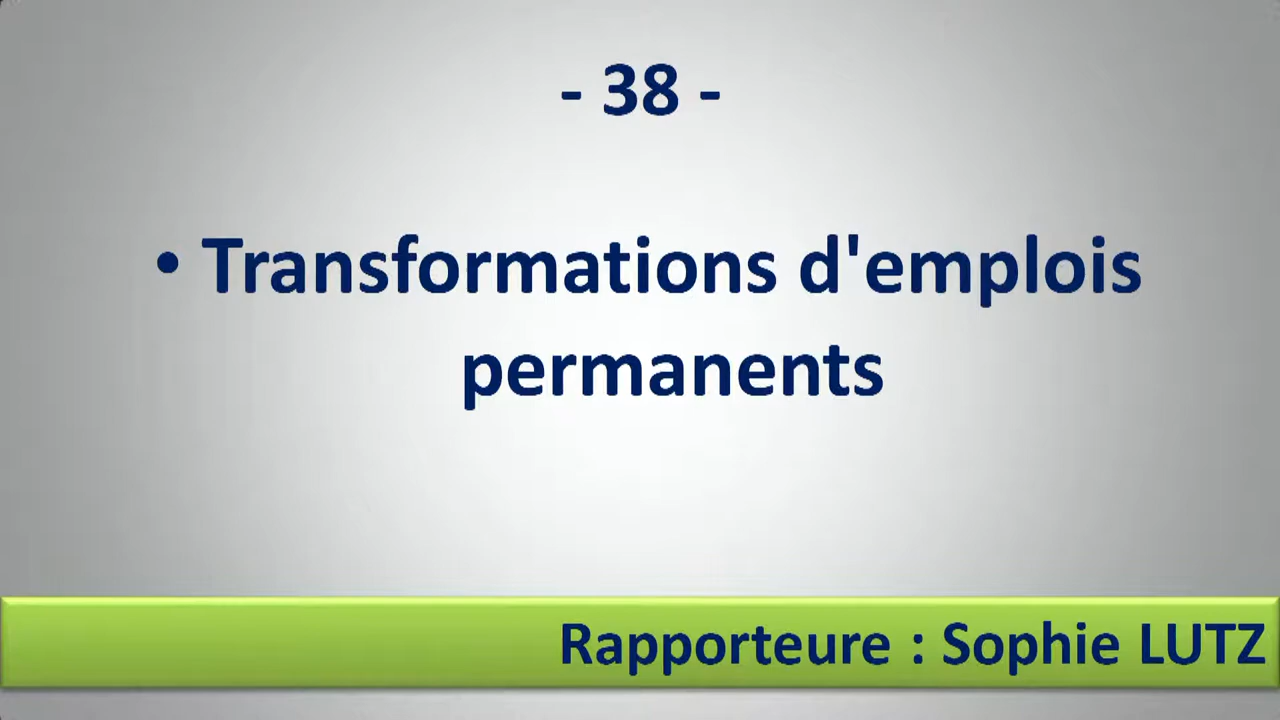 - 38 -
• Transformations d'emplois
permanents
Rapporteure : Sophie LUTZ